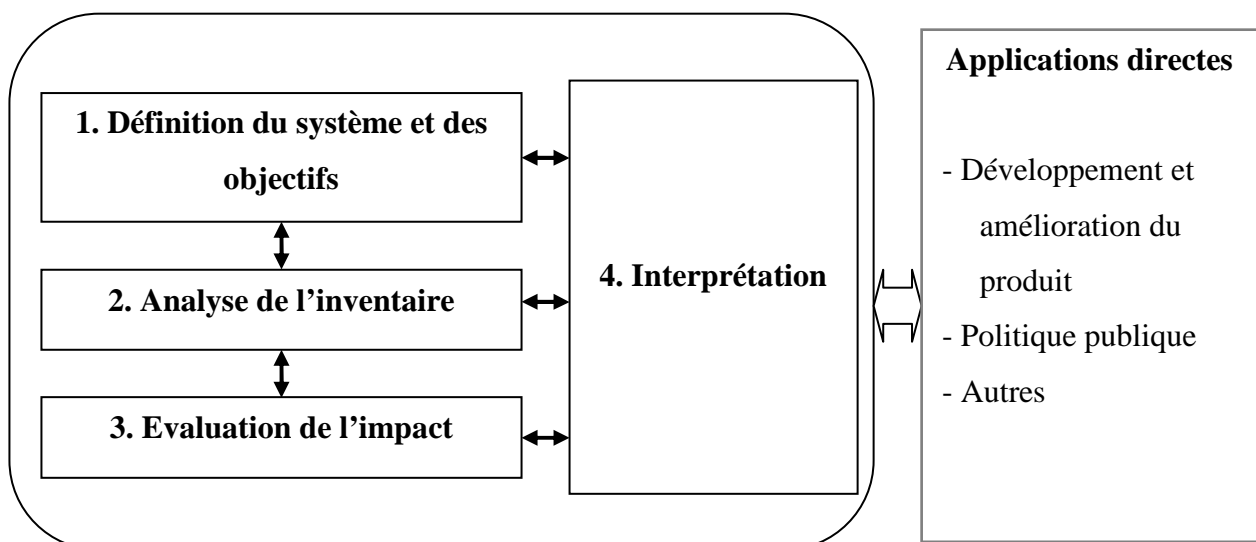 1. Définition du système et des
objectifs
2. Analyse de l’inventaire
3. Evaluation de l’impact
4. Interprétation
Applications directes
- Développement et
amélioration du
produit
- Politique publique
- Autres